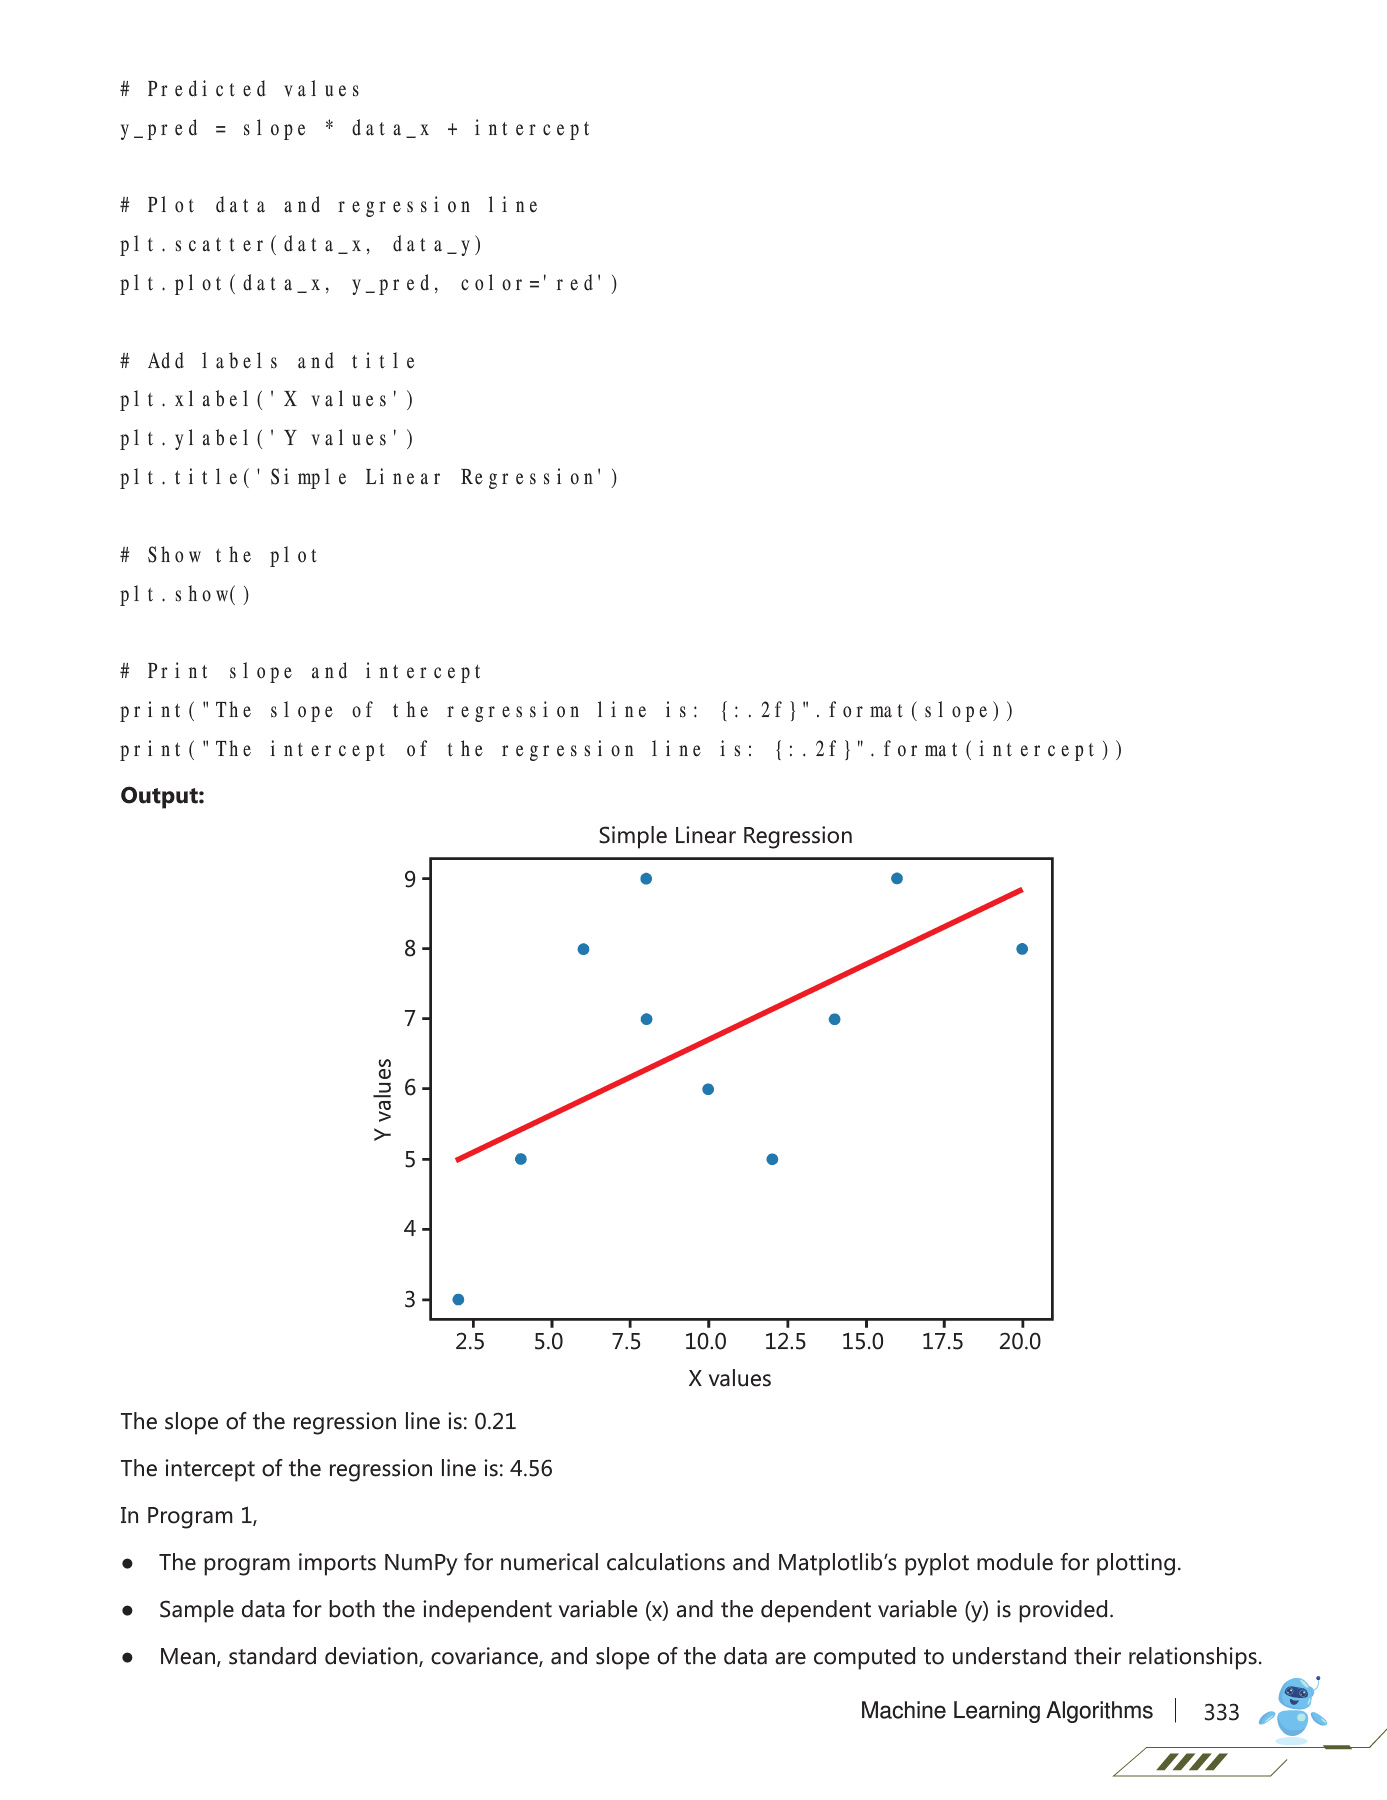 # Predicted values
y_pred = slope * data_x + intercept
# Plot data and regression line
plt.scatter(data_x, data_y)
plt.plot(data_x, y_pred, color='red')
# Add labels and title
plt.xlabel('X values')
plt.ylabel('Y values')
plt.title('Simple Linear Regression')
# Show the plot
plt.show()
# Print slope and intercept
print("The slope of the regression line is: {:.2f}".format(slope))
print("The intercept of the regression line is: {:.2f}".format(intercept))
Output:
Simple Linear Regression
9
8
7
6
5
4
3
Y values
2.5 5.0 7.5 10.0 12.5 15.0 17.5 20.0
X values
The slope of the regression line is: 0.21
The intercept of the regression line is: 4.56
In Program 1,
● The program imports NumPy for numerical calculations and Matplotlib’s pyplot module for plotting.
● Sample data for both the independent variable (x) and the dependent variable (y) is provided.
● Mean, standard deviation, covariance, and slope of the data are computed to understand their relationships.
Machine Learning Algorithms | 333